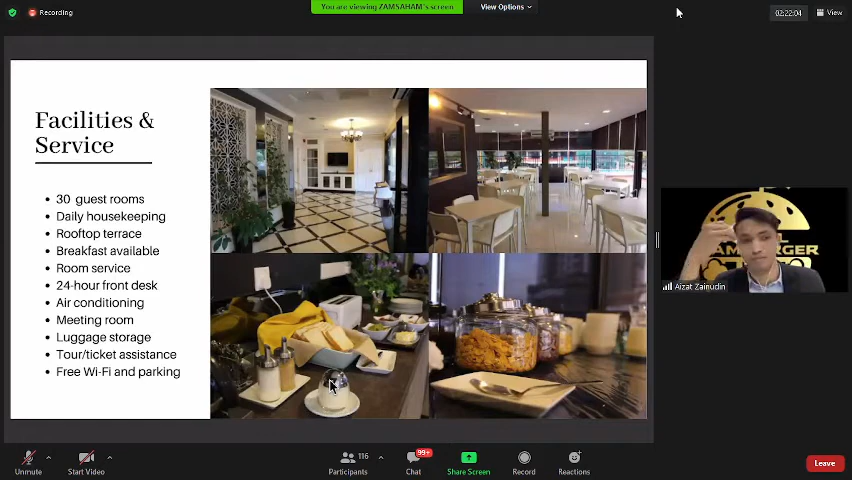 Recording
You are viewing ZAMSAHAM's screen
View Options
02:22:04
View
Facilities &
Service
30 guest rooms
Daily housekeeping
Rooftop terrace
Breakfast available
Room service
24-hour front desk
Air conditioning
Meeting room
Luggage storage
Tour/ticket assistance
Free Wi-Fi and parking
Aizat Zainudin
Unmute
Start Video
116
Participants
99+
Chat
Share Screen
Record
Reactions
Leave